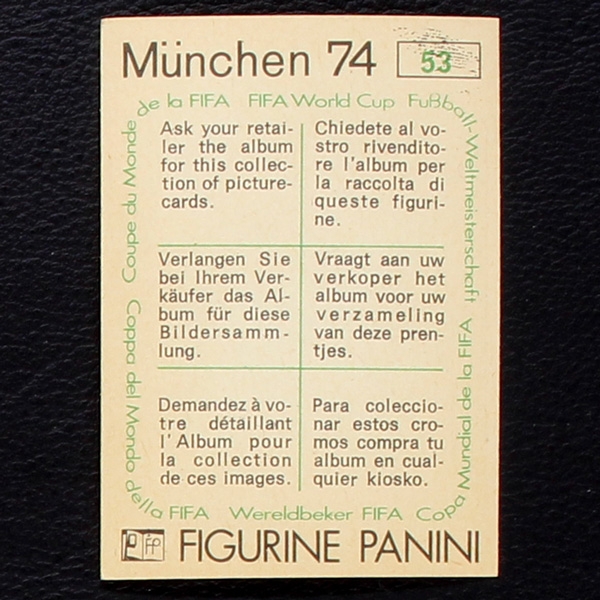 München 74 53
de la FIFA FIFA World Cup Fußball-Weltmeisterschaft
Ask your retai-
ler the album
for this collec-
tion of picture-
cards.
Chiedete al vo-
stro rivendito-
re l'album per
la raccolta di
queste figuri-
ne.
Verlangen Sie
bei Ihrem Ver-
käufer das Al-
bum für diese
Bildersamm-
lung.
Vraagt aan uw
verkoper het
album voor uw
verzameling
van deze pren-
tjes.
Demandez à vo-
tre détaillant
l'Album pour
la collection
de ces images.
Para coleccio-
nar estos cro-
mos compra tu
album en cual-
quier kiosko.
Coupe du Monde
Coppa del Mondo della FIFA Wereldbeker FIFA Copa Mundial de la FIFA
FP FIGURINE PANINI